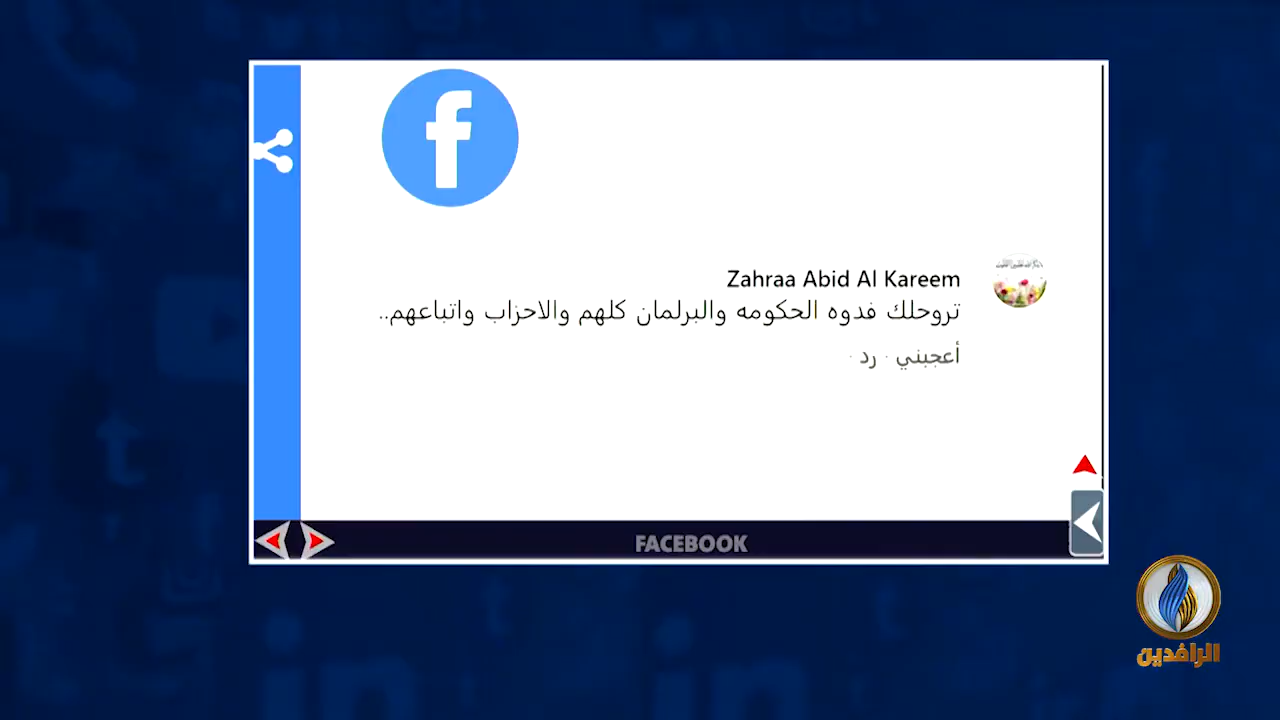 Zahraa Abid Al Kareem
تروحلك فدوه الحكومه والبرلمان كلهم والاحزاب واتباعهم..
أعجبني · رد ·
FACEBOOK
الرافدين